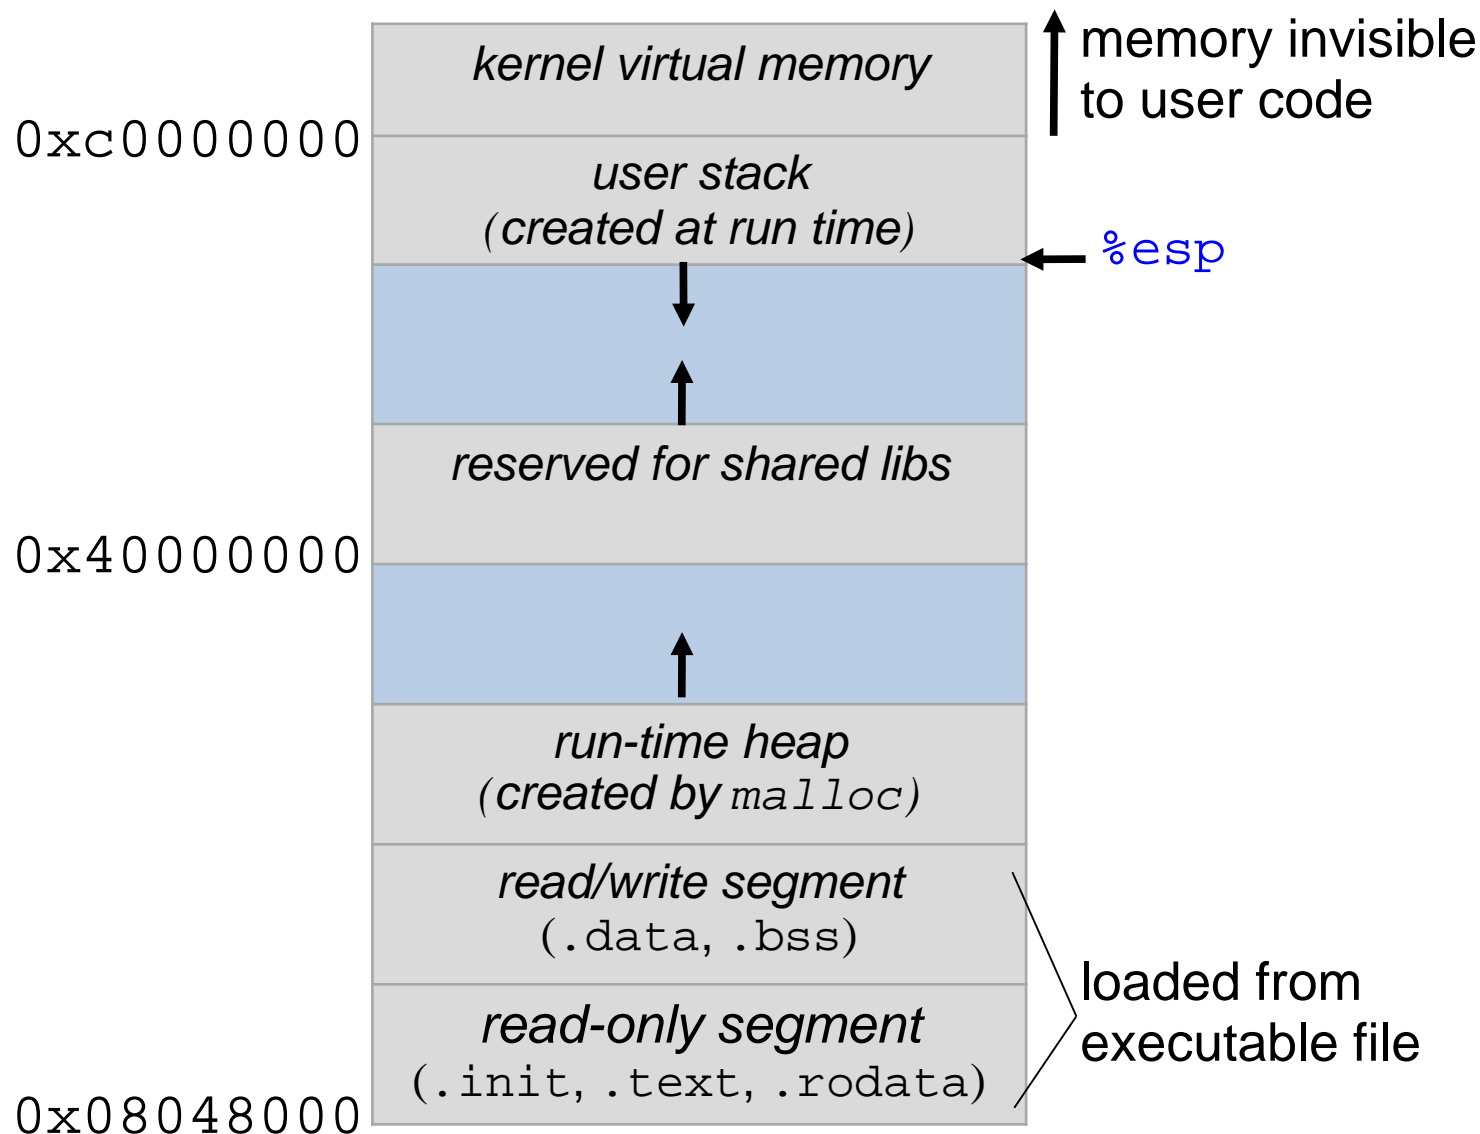 kernel virtual memory
memory invisible
to user code
0xc0000000
user stack
(created at run time)
%esp
reserved for shared libs
0x40000000
run-time heap
(created by malloc)
read/write segment
(.data, .bss)
loaded from
executable file
read-only segment
(.init, .text, .rodata)
0x08048000